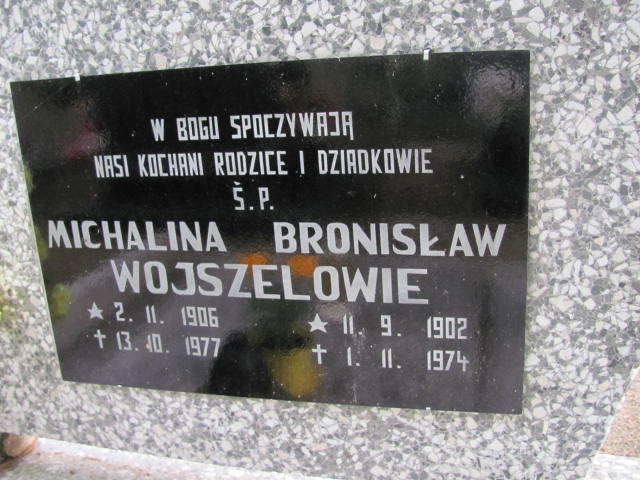 W BOGU SPOCZYWAJĄ
NASI KOCHANI RODZICE I DZIADKOWIE
Ś.P.
MICHALINA BRONISŁAW
WOJSZELOWIE
★ 2. 11. 1906 ★ 11. 9. 1902
✝ 13. 10. 1977 ✝ 1. 11. 1974